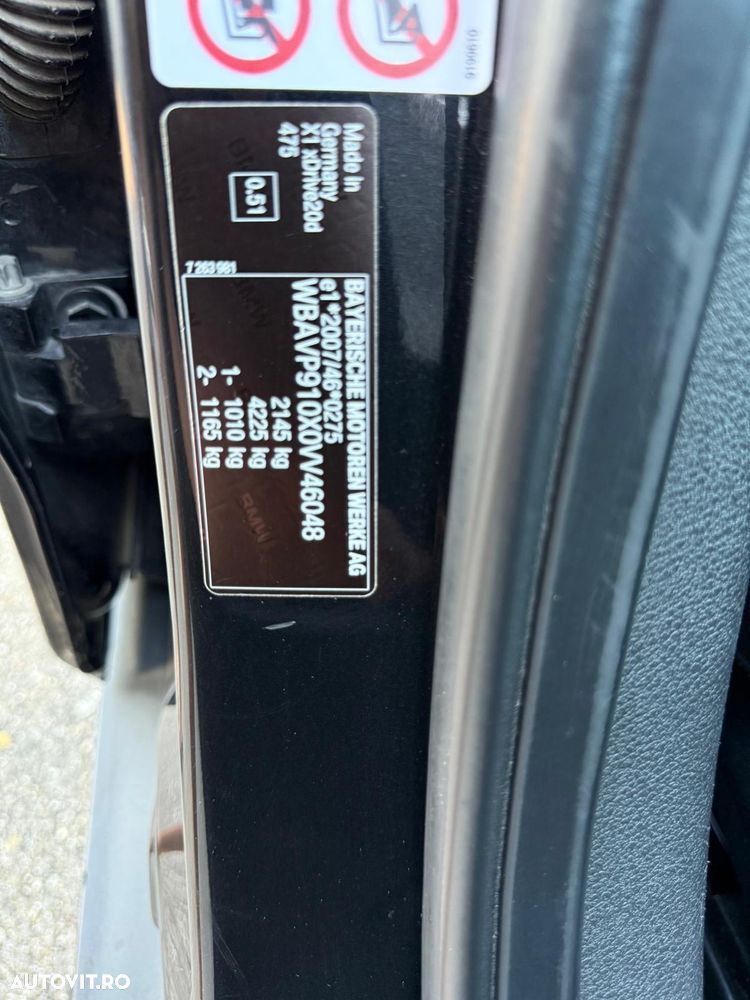 Made in
Germany
X1 xDrive20d
475
0.51
7 263 981
BAYERISCHE MOTOREN WERKE AG
e1*2007/46*0275
WBAVP910X0VV46048
2145 kg
4225 kg
1- 1010 kg
2- 1165 kg
AUTOVIT.RO